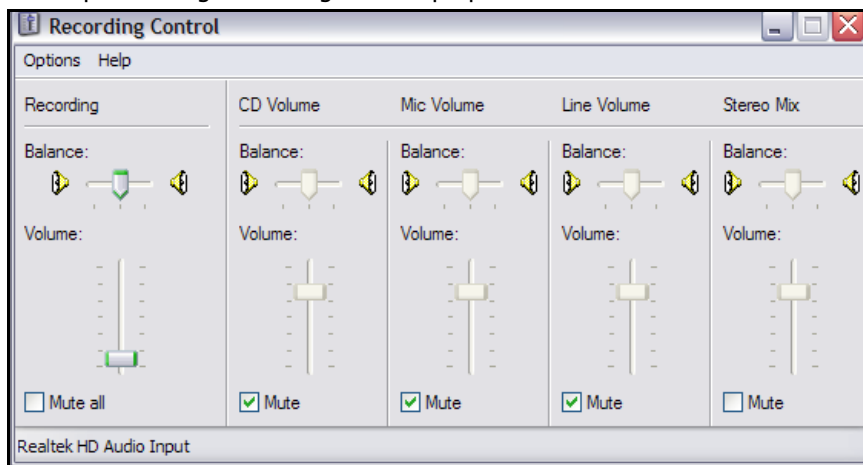 Recording Control
Options Help
Recording CD Volume Mic Volume Line Volume Stereo Mix
Balance: Balance: Balance: Balance: Balance:
Volume: Volume: Volume: Volume: Volume:
Mute all Mute Mute Mute Mute
Realtek HD Audio Input